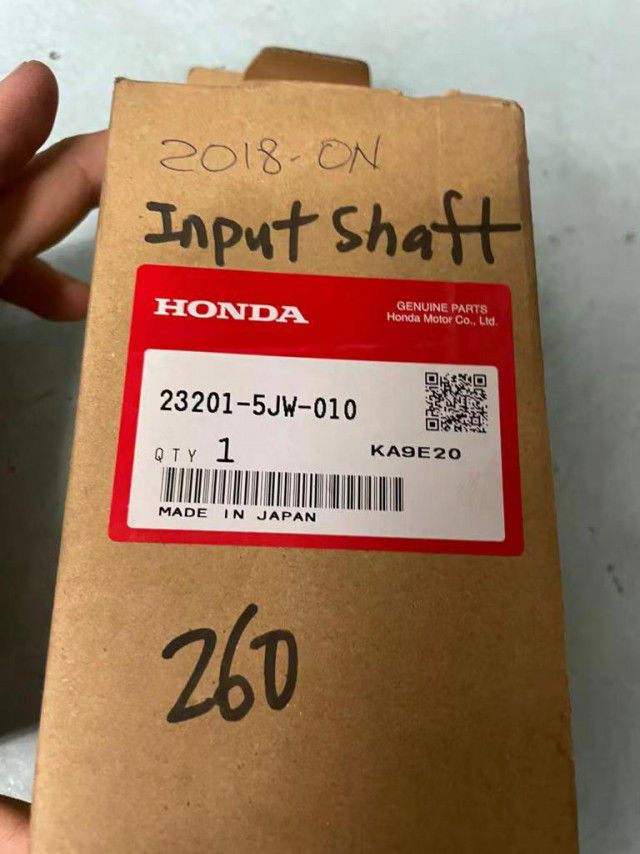 2018-ON
Input Shaft
HONDA
GENUINE PARTS
Honda Motor Co., Ltd.
23201-5JW-010
QTY 1
KA9E20
MADE IN JAPAN
260